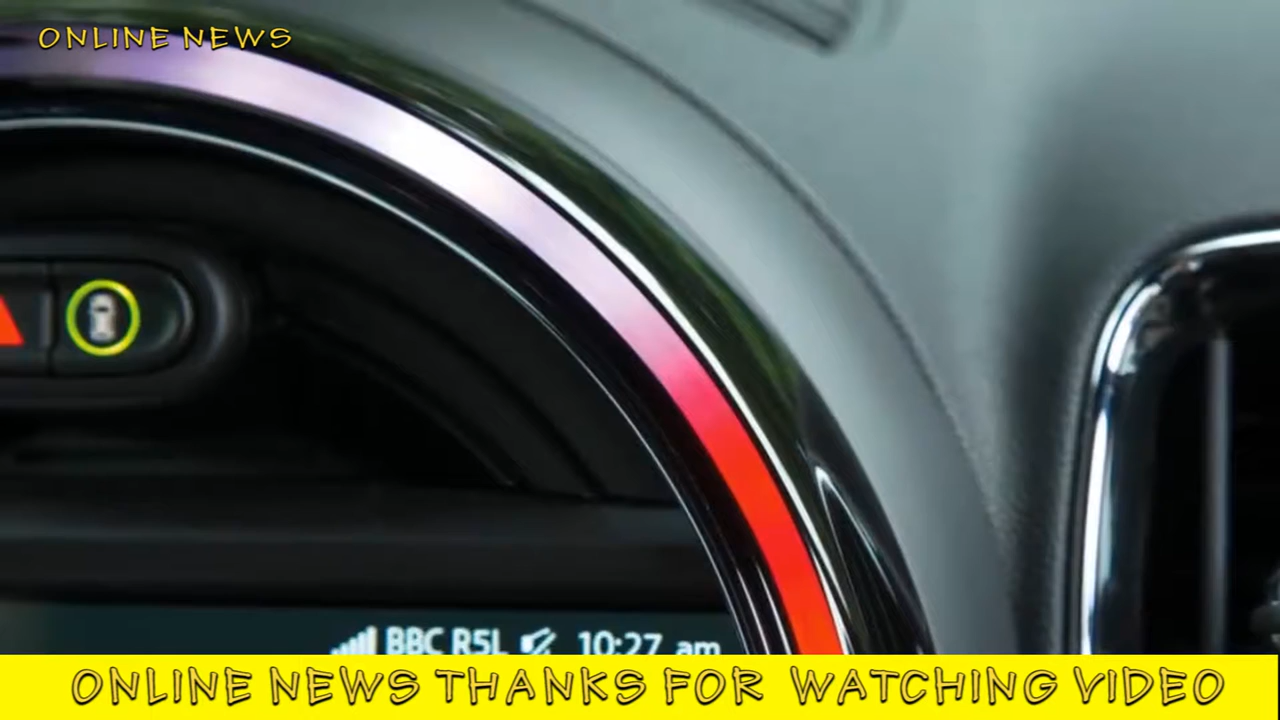 ONLINE NEWS
BBC R5L 10:27 am
ONLINE NEWS THANKS FOR WATCHING VIDEO